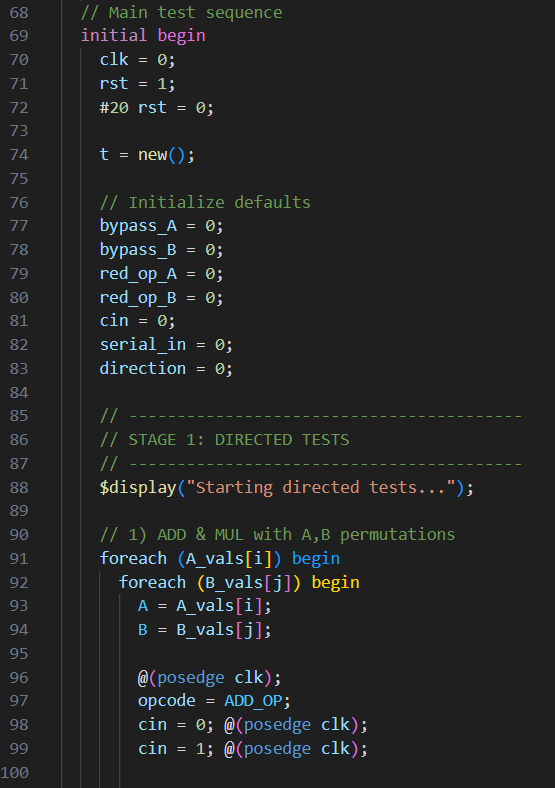 68 // Main test sequence
69 initial begin
70 clk = 0;
71 rst = 1;
72 #20 rst = 0;
73
74 t = new();
75
76 // Initialize defaults
77 bypass_A = 0;
78 bypass_B = 0;
79 red_op_A = 0;
80 red_op_B = 0;
81 cin = 0;
82 serial_in = 0;
83 direction = 0;
84
85 // -----------------------------------------
86 // STAGE 1: DIRECTED TESTS
87 // -----------------------------------------
88 $display("Starting directed tests...");
89
90 // 1) ADD & MUL with A,B permutations
91 foreach (A_vals[i]) begin
92 foreach (B_vals[j]) begin
93 A = A_vals[i];
94 B = B_vals[j];
95
96 @(posedge clk);
97 opcode = ADD_OP;
98 cin = 0; @(posedge clk);
99 cin = 1; @(posedge clk);
100